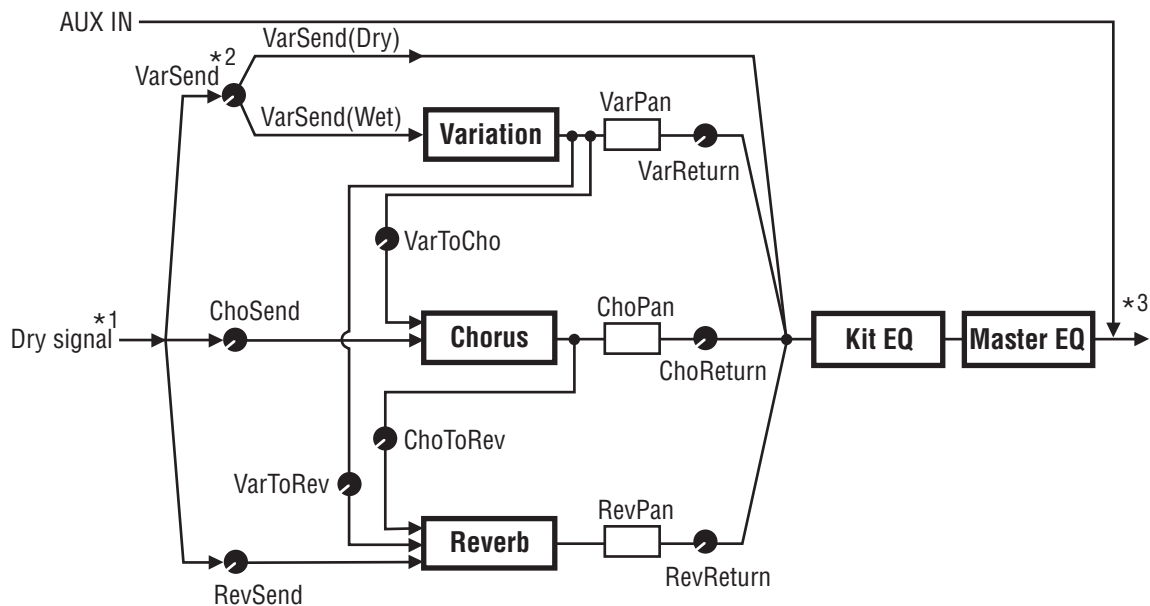 AUX IN
VarSend(Dry)
*2
VarSend
VarSend(Wet)
Variation
VarPan
VarReturn
VarToCho
*1
Dry signal
ChoSend
Chorus
ChoPan
ChoReturn
Kit EQ
Master EQ
*3
ChoToRev
VarToRev
Reverb
RevPan
RevReturn
RevSend